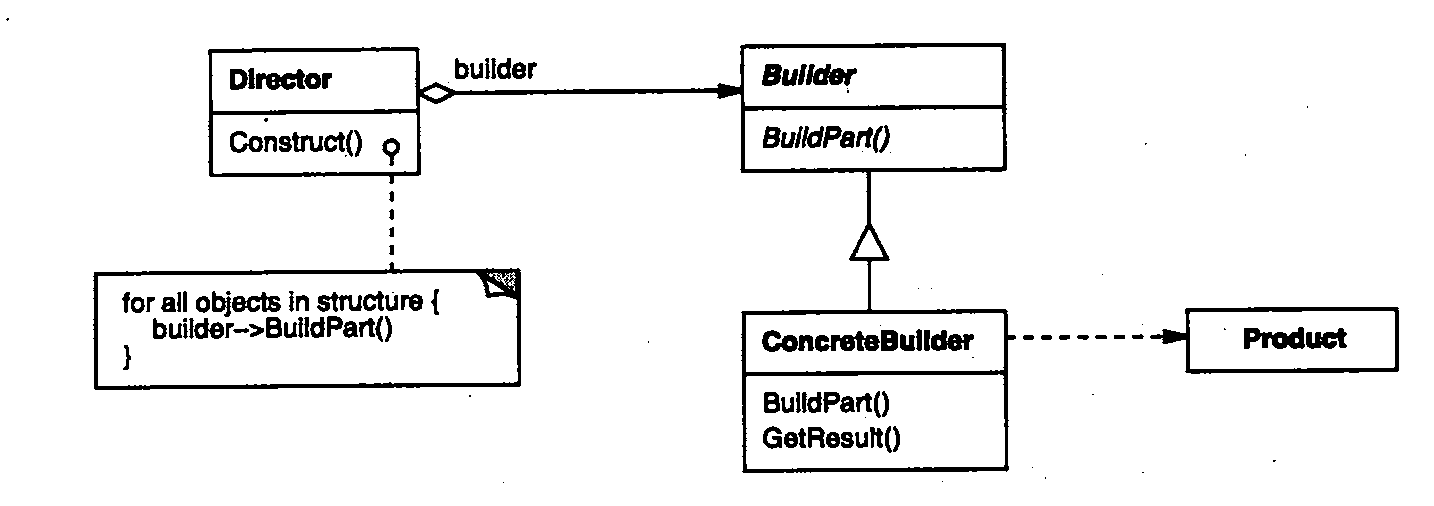 Director
Construct()
builder
Builder
BuildPart()
for all objects in structure {
builder->BuildPart()
}
ConcreteBuilder
BuildPart()
GetResult()
Product